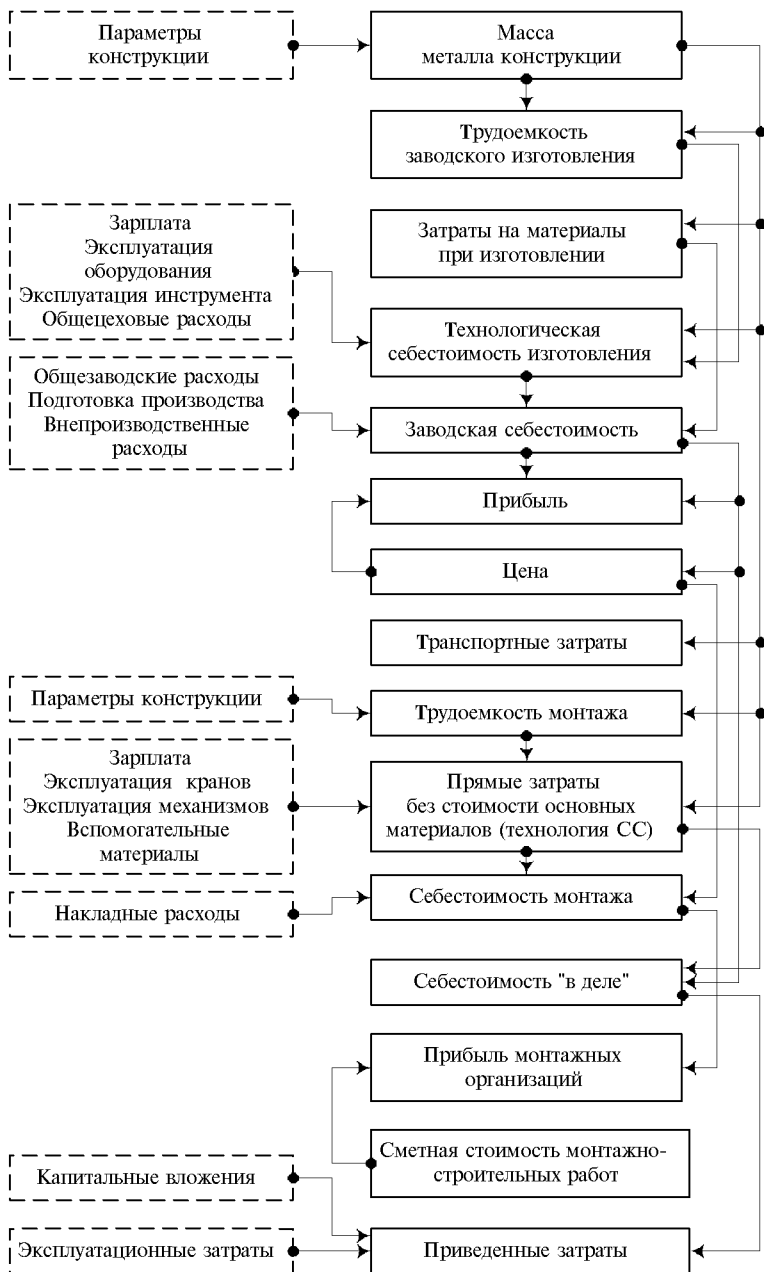 Параметры
конструкции
Масса
металла конструкции
Трудоемкость
заводского изготовления
Зарплата
Эксплуатация
оборудования
Эксплуатация инструмента
Общецеховые расходы
Затраты на материалы
при изготовлении
Технологическая
себестоимость изготовления
Общезаводские расходы
Подготовка производства
Внепроизводственные
расходы
Заводская себестоимость
Прибыль
Цена
Транспортные затраты
Параметры конструкции
Трудоемкость монтажа
Зарплата
Эксплуатация кранов
Эксплуатация механизмов
Вспомогательные
материалы
Прямые затраты
без стоимости основных
материалов (технология СС)
Накладные расходы
Себестоимость монтажа
Себестоимость "в деле"
Прибыль монтажных
организаций
Сметная стоимость монтажно-
строительных работ
Капитальные вложения
Эксплуатационные затраты
Приведенные затраты